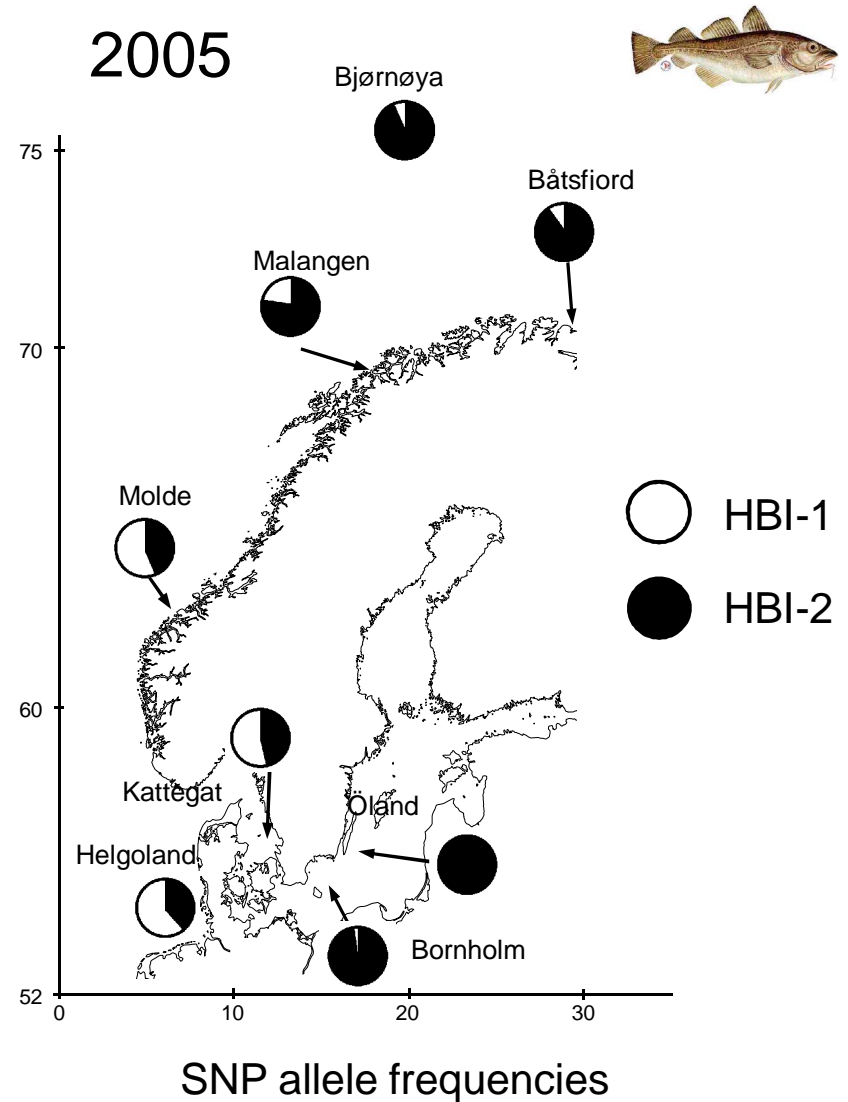 2005
Bjørnøya
75
Båtsfiord
Malangen
70
Molde
HBI-1
HBI-2
60
Kattegat
Öland
Helgoland
Bornholm
52
0 10 20 30
SNP allele frequencies